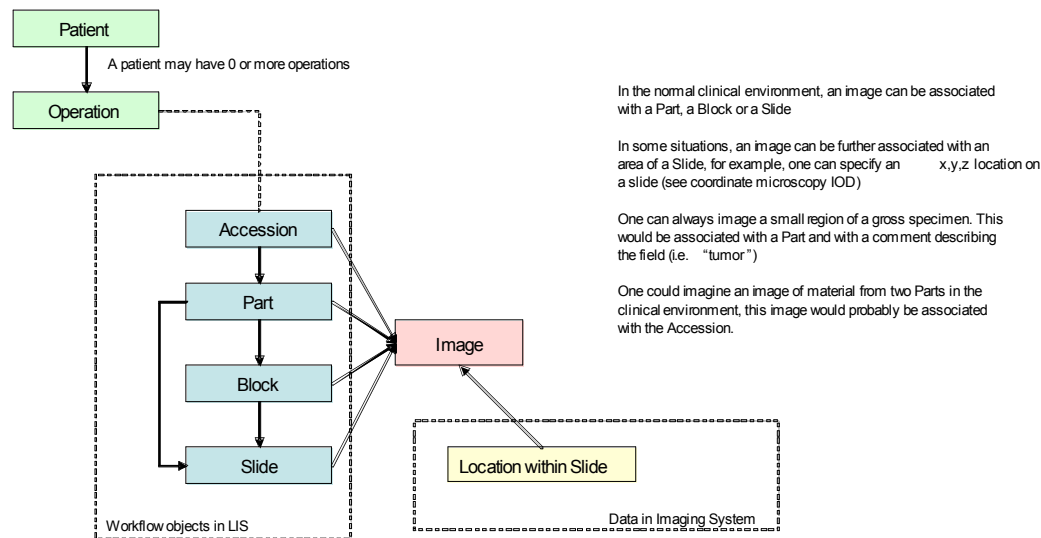 Patient
A patient may have 0 or more operations
Operation
In the normal clinical environment, an image can be associated
with a Part, a Block or a Slide
In some situations, an image can be further associated with an
area of a Slide, for example, one can specify an x,y,z location on
a slide (see coordinate microscopy IOD)
One can always image a small region of a gross specimen. This
would be associated with a Part and with a comment describing
the field (i.e. “tumor”)
One could imagine an image of material from two Parts in the
clinical environment, this image would probably be associated
with the Accession.
Accession
Part
Image
Block
Slide
Location within Slide
Workflow objects in LIS
Data in Imaging System